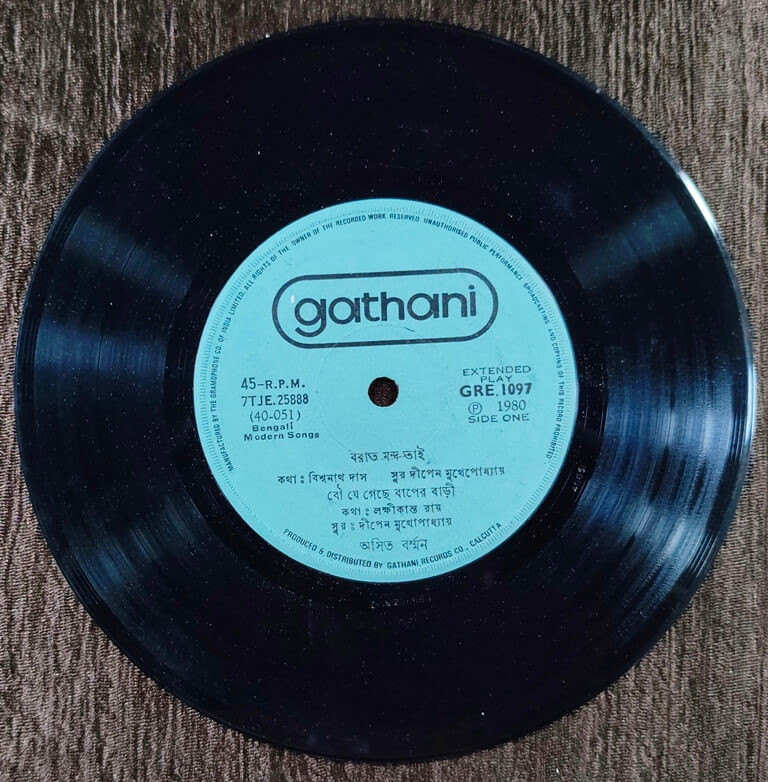 MANUFACTURED BY THE GRAMOPHONE CO. OF INDIA LIMITED. ALL RIGHTS OF THE OWNER OF THE RECORDED WORK RESERVED UNAUTHORISED PUBLIC PERFORMANCE BROADCASTING AND COPYING OF THIS RECORD PROHIBITED
gathani
45-R.P.M.
7TJE.25888
(40-051)
Bengali
Modern Songs
EXTENDED
PLAY
GRE.1097
Ⓟ 1980
SIDE ONE
বরাত মন্দ তাই
কথা : বিশ্বনাথ দাস সুর দীপেন মুখোপোধ্যায়
বৌ যে গেছে বাপের বাড়ী
কথা : লক্ষীকান্ত রায়
সুর : দীপেন মুখোপাধ্যায়
অসিত বর্ম্মন
PRODUCED & DISTRIBUTED BY GATHANI RECORDS CO., CALCUTTA